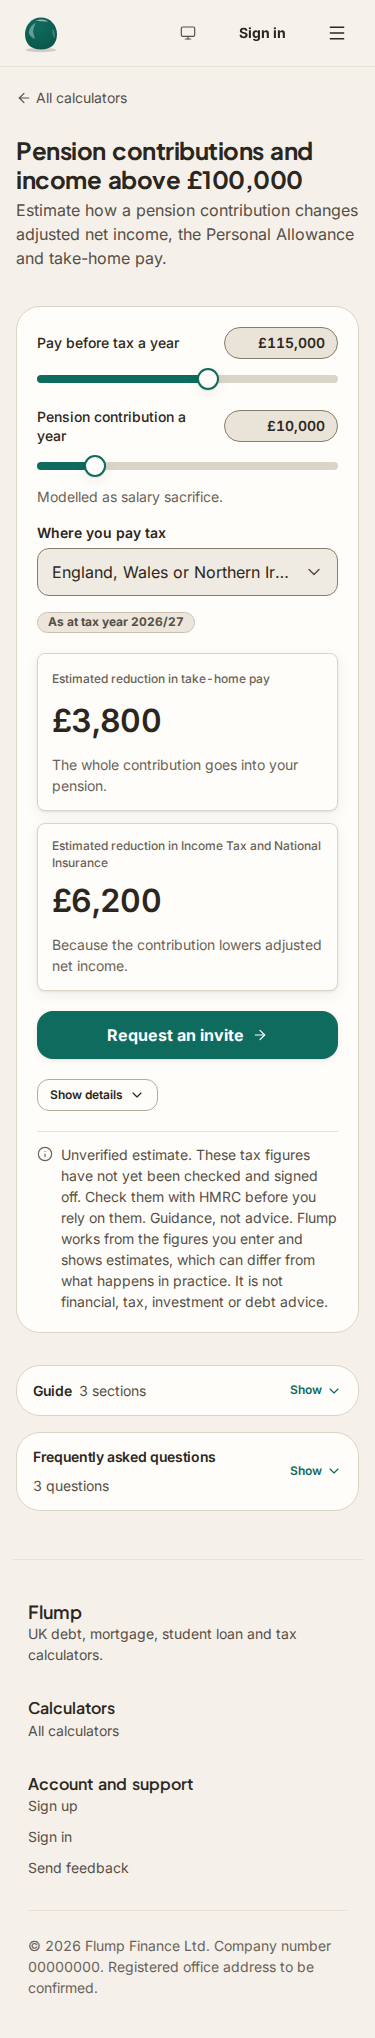 Sign in
← All calculators
Pension contributions and
income above £100,000
Estimate how a pension contribution changes
adjusted net income, the Personal Allowance
and take-home pay.
Pay before tax a year
£115,000
Pension contribution a
year
£10,000
Modelled as salary sacrifice.
Where you pay tax
England, Wales or Northern Ir...
As at tax year 2026/27
Estimated reduction in take-home pay
£3,800
The whole contribution goes into your
pension.
Estimated reduction in Income Tax and National
Insurance
£6,200
Because the contribution lowers adjusted
net income.
Request an invite →
Show details
Unverified estimate. These tax figures
have not yet been checked and signed
off. Check them with HMRC before you
rely on them. Guidance, not advice. Flump
works from the figures you enter and
shows estimates, which can differ from
what happens in practice. It is not
financial, tax, investment or debt advice.
Guide 3 sections
Show
Frequently asked questions
3 questions
Show
Flump
UK debt, mortgage, student loan and tax
calculators.
Calculators
All calculators
Account and support
Sign up
Sign in
Send feedback
© 2026 Flump Finance Ltd. Company number
00000000. Registered office address to be
confirmed.